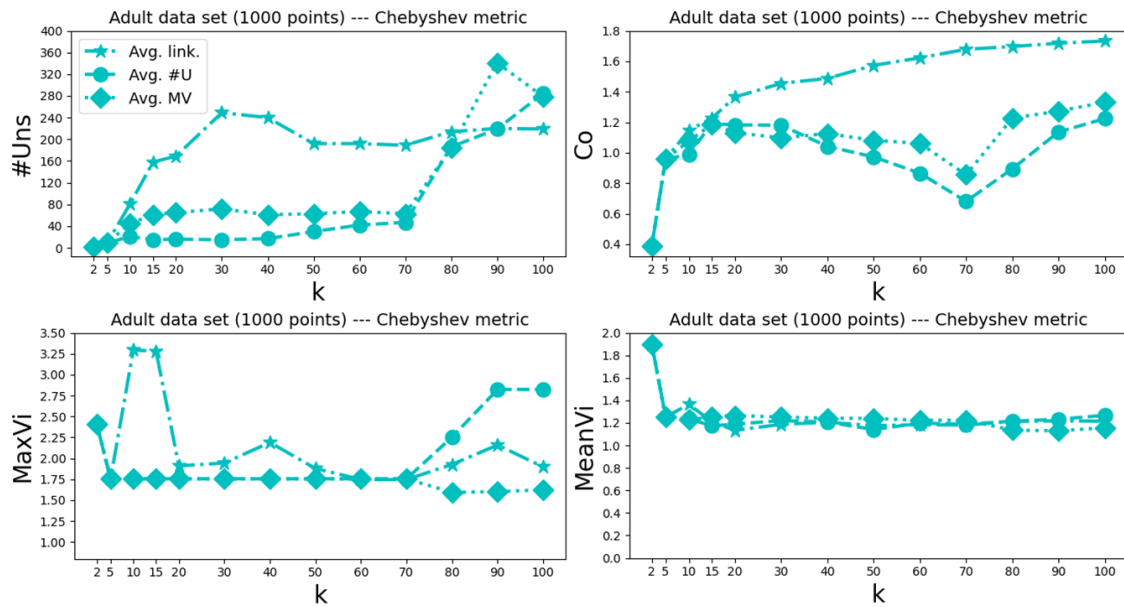 Adult data set (1000 points) --- Chebyshev metric
400
360
320
280
240
200
160
120
80
40
0
#Uns
Avg. link.
Avg. #U
Avg. MV
2 5 10 15 20 30 40 50 60 70 80 90 100
k
Adult data set (1000 points) --- Chebyshev metric
1.8
1.6
1.4
1.2
1.0
0.8
0.6
0.4
Co
2 5 10 15 20 30 40 50 60 70 80 90 100
k
Adult data set (1000 points) --- Chebyshev metric
3.50
3.25
3.00
2.75
2.50
2.25
2.00
1.75
1.50
1.25
1.00
MaxVi
2 5 10 15 20 30 40 50 60 70 80 90 100
k
Adult data set (1000 points) --- Chebyshev metric
2.0
1.8
1.6
1.4
1.2
1.0
0.8
0.6
0.4
0.2
0.0
MeanVi
2 5 10 15 20 30 40 50 60 70 80 90 100
k